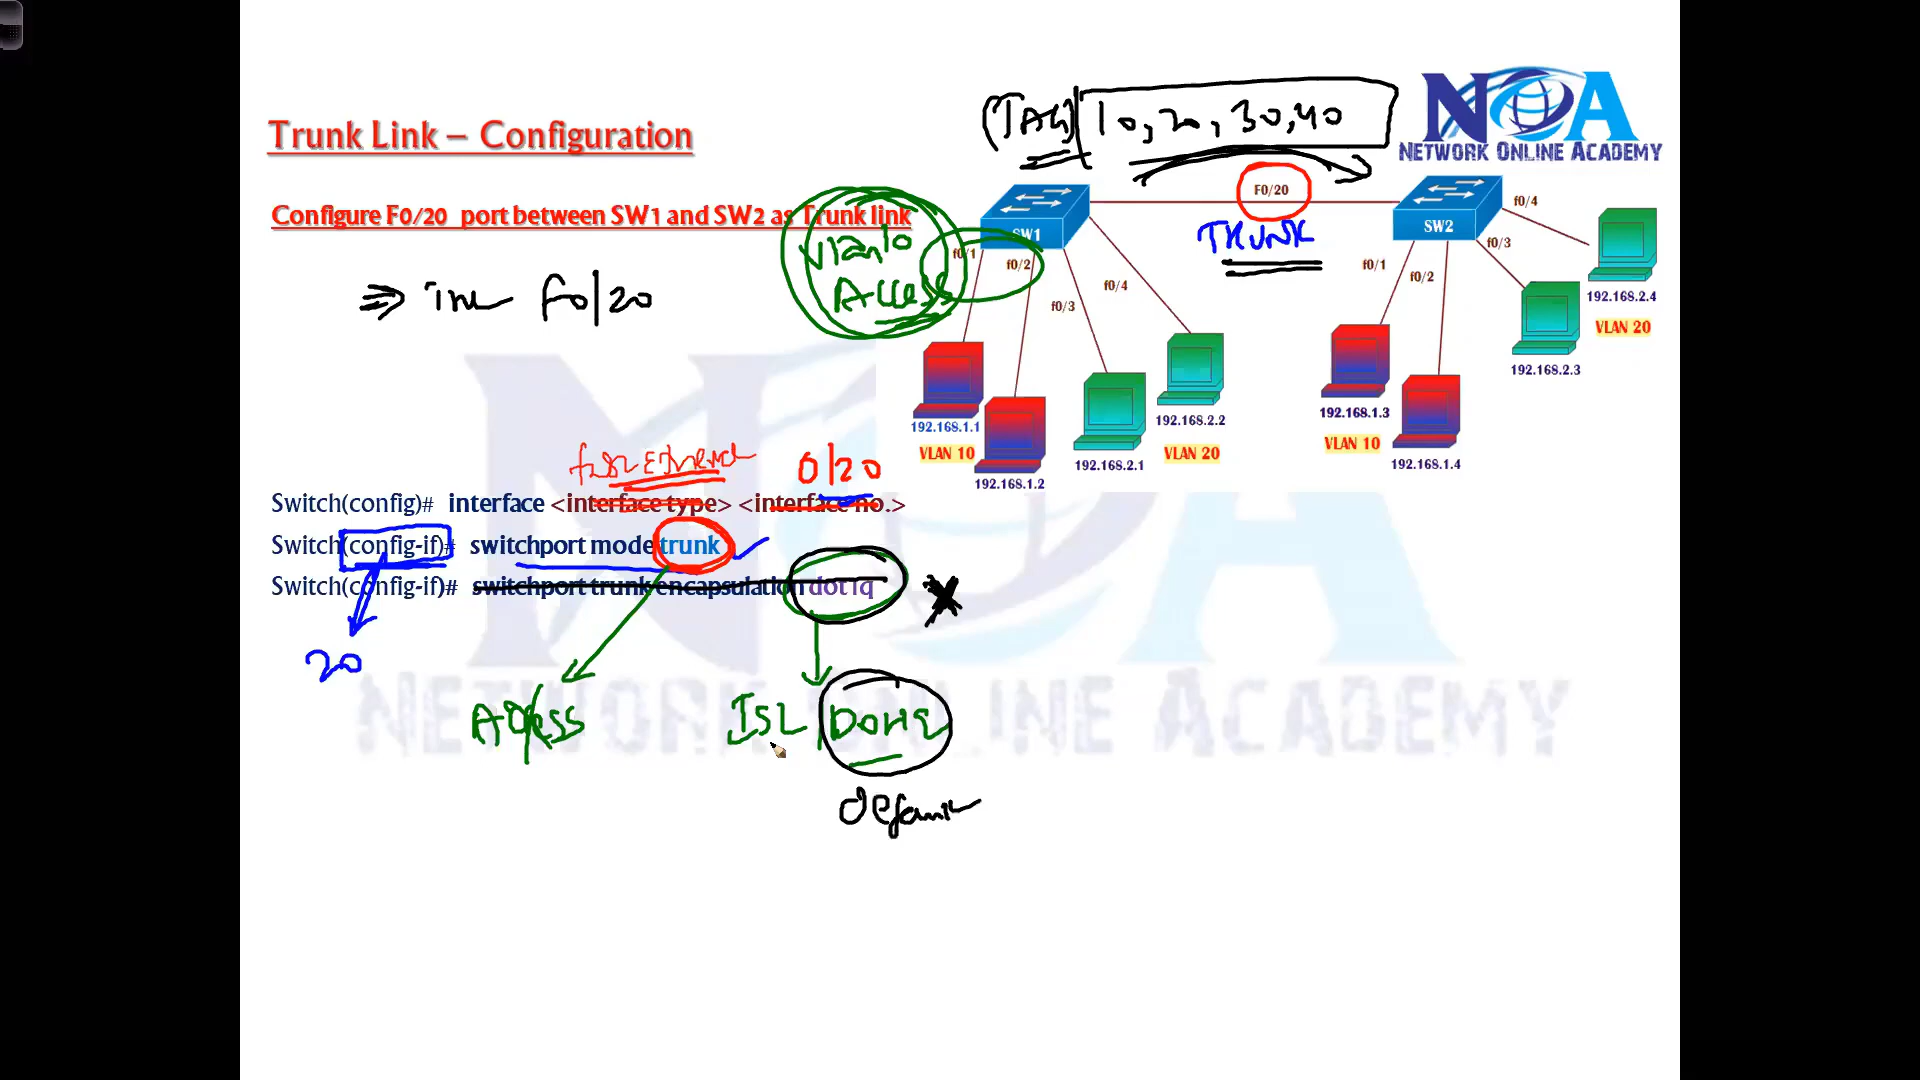 (TAG) 10, 20, 30, 40
NOA
NETWORK ONLINE ACADEMY
Trunk Link – Configuration
F0/20
Configure F0/20 port between SW1 and SW2 as Trunk link
SW1
SW2
TRUNK
vlan10
Access
f0/1
f0/2
f0/3
f0/4
f0/1
f0/2
f0/3
f0/4
⇒ int f0/20
192.168.2.4
VLAN 20
192.168.2.3
192.168.1.3
VLAN 10
192.168.1.4
192.168.1.1
VLAN 10
192.168.1.2
192.168.2.2
VLAN 20
192.168.2.1
0/20
Switch(config)# interface <interface type> <interface no.>
Switch(config-if)# switchport mode trunk
Switch(config-if)# switchport trunk encapsulation dot1q
20
Access
ISL
Dot1q
default
NOA
NETWORK ONLINE ACADEMY